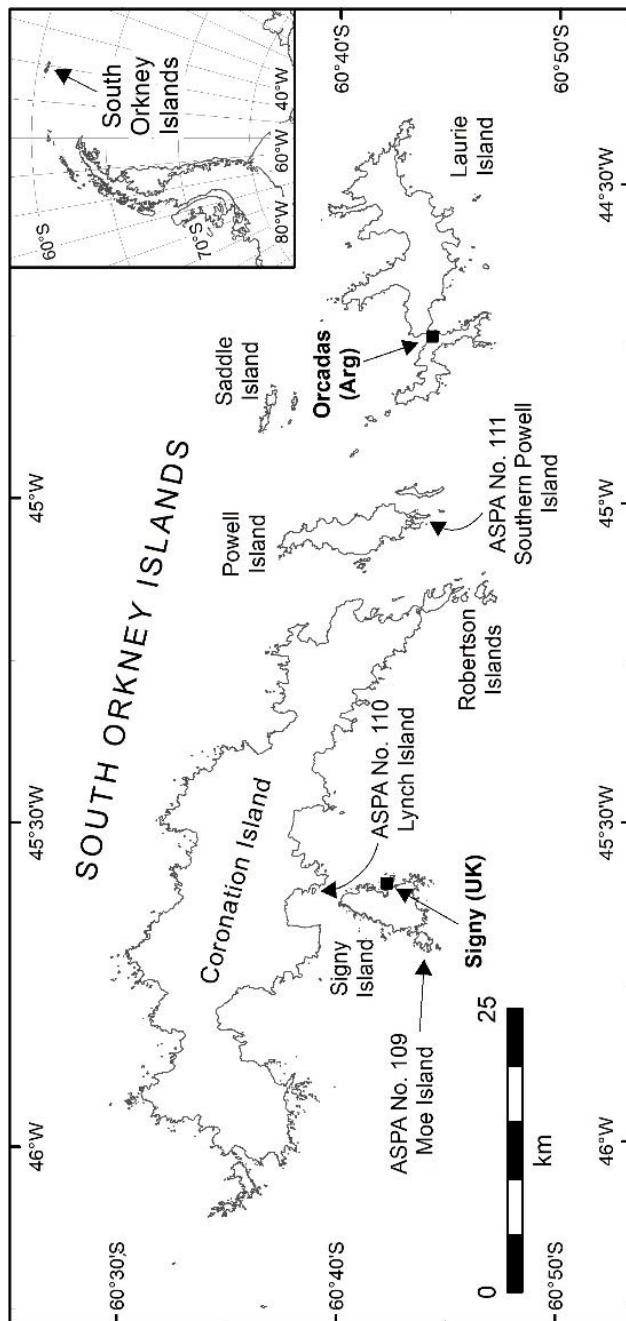 SOUTH ORKNEY ISLANDS
60°S
70°S
80°W
60°W
40°W
South
Orkney
Islands
46°W
45°30'W
45°W
60°30'S
60°40'S
60°50'S
Coronation Island
Powell
Island
Saddle
Island
Orcadas
(Arg)
Laurie
Island
60°40'S
60°50'S
44°30'W
Signy
Island
ASPA No. 110
Lynch Island
Robertson
Islands
ASPA No. 111
Southern Powell
Island
ASPA No. 109
Moe Island
Signy (UK)
0
25
km
46°W
45°30'W
45°W